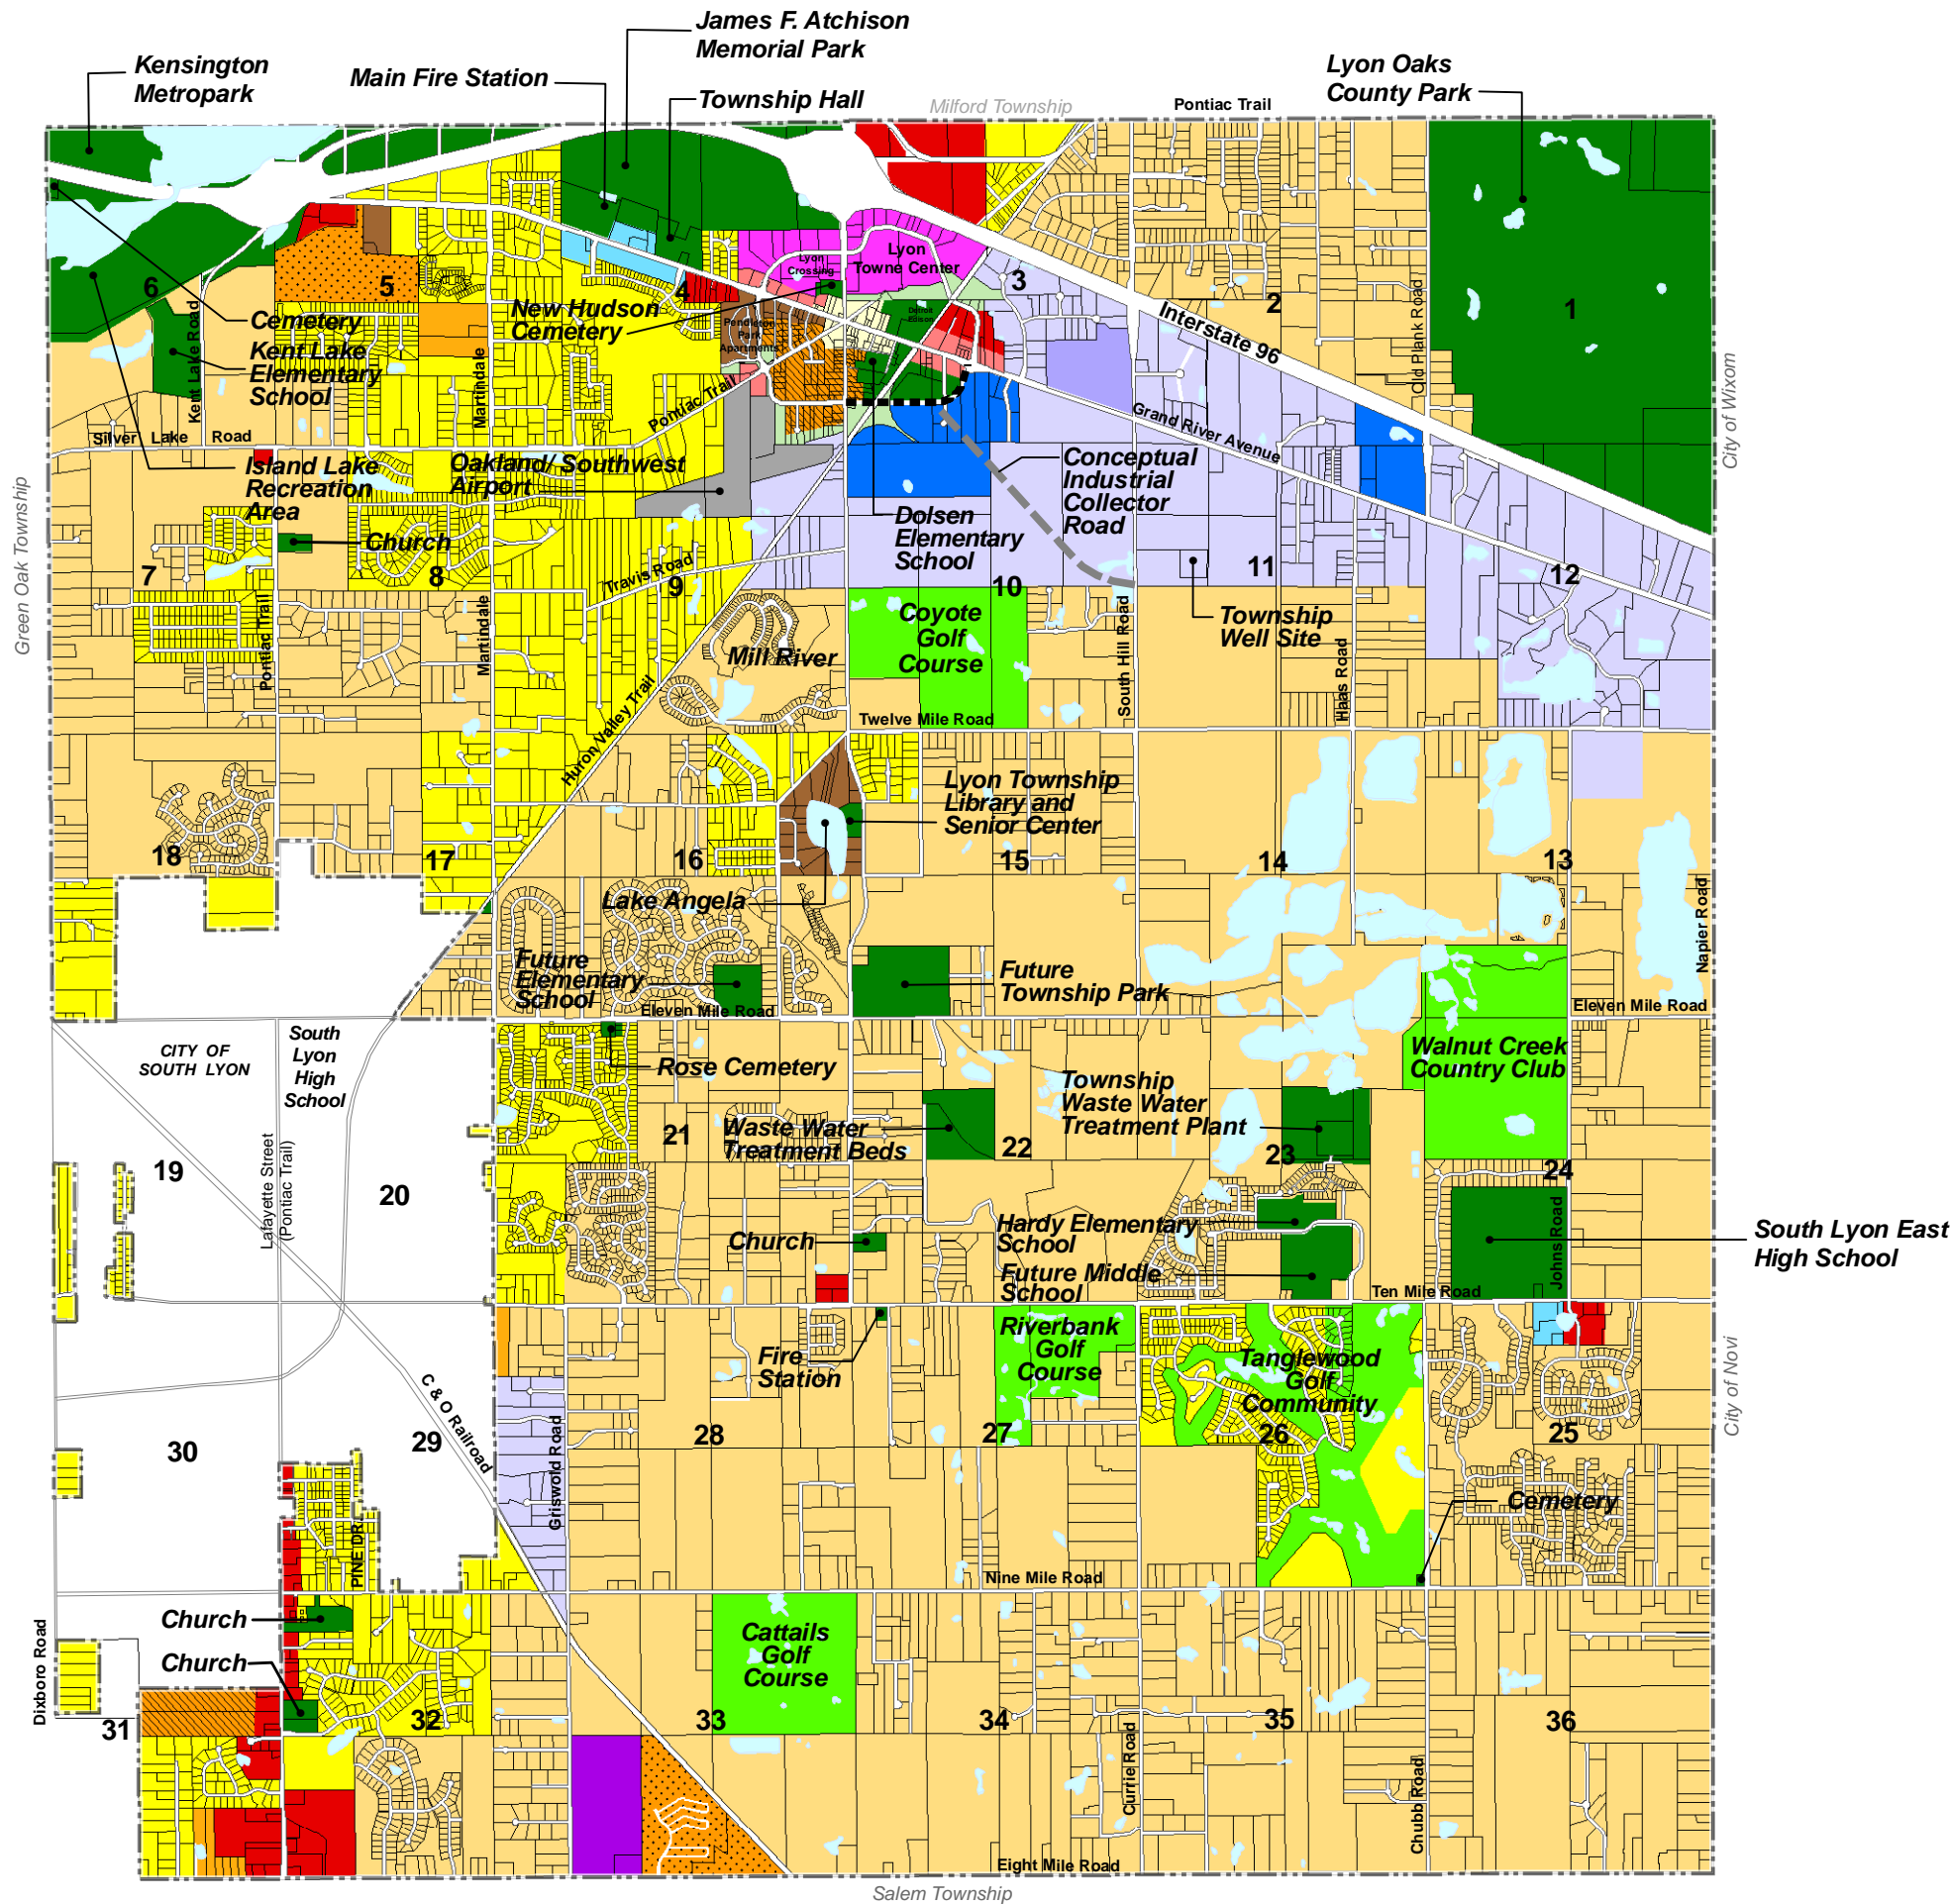 James F. Atchison
Memorial Park
Kensington
Metropark
Main Fire Station
Township Hall
Lyon Oaks
County Park
Milford Township
Pontiac Trail
Lyon
Crossing
Lyon
Towne Center
6
5
4
3
2
1
Cemetery
New Hudson
Cemetery
Detroit
Edison
Pendleton
Park
Apartments
Interstate 96
Old Plank Road
City of Wixom
Kent Lake Road
Kent Lake
Elementary
School
Martindale
Pontiac Trail
Grand River Avenue
Silver Lake Road
Island Lake
Recreation
Area
Oakland/ Southwest
Airport
Conceptual
Industrial
Collector
Road
Dolsen
Elementary
School
Green Oak Township
Church
7
8
Travis Road
9
10
11
12
Coyote
Golf
Course
Township
Well Site
Pontiac Trail
Martindale
Mill River
Huron Valley Trail
South Hill Road
Haas Road
Twelve Mile Road
Lyon Township
Library and
Senior Center
18
17
16
15
14
13
Lake Angela
Napier Road
Future
Elementary
School
Future
Township Park
Eleven Mile Road
Eleven Mile Road
CITY OF
SOUTH LYON
South
Lyon
High
School
Rose Cemetery
Walnut Creek
Country Club
Township
Waste Water
Treatment Plant
Waste Water
Treatment Beds
19
20
21
22
23
24
Lafayette Street
(Pontiac Trail)
Church
Hardy Elementary
School
Future Middle
School
Johns Road
South Lyon East
High School
Ten Mile Road
Fire
Station
Riverbank
Golf
Course
Tanglewood
Golf
Community
City of Novi
C & O Railroad
Griswold Road
30
29
28
27
26
25
Cemetery
PINE DR.
Nine Mile Road
Church
Church
Cattails
Golf
Course
Dixboro Road
31
32
33
34
35
36
Currie Road
Chubb Road
Eight Mile Road
Salem Township